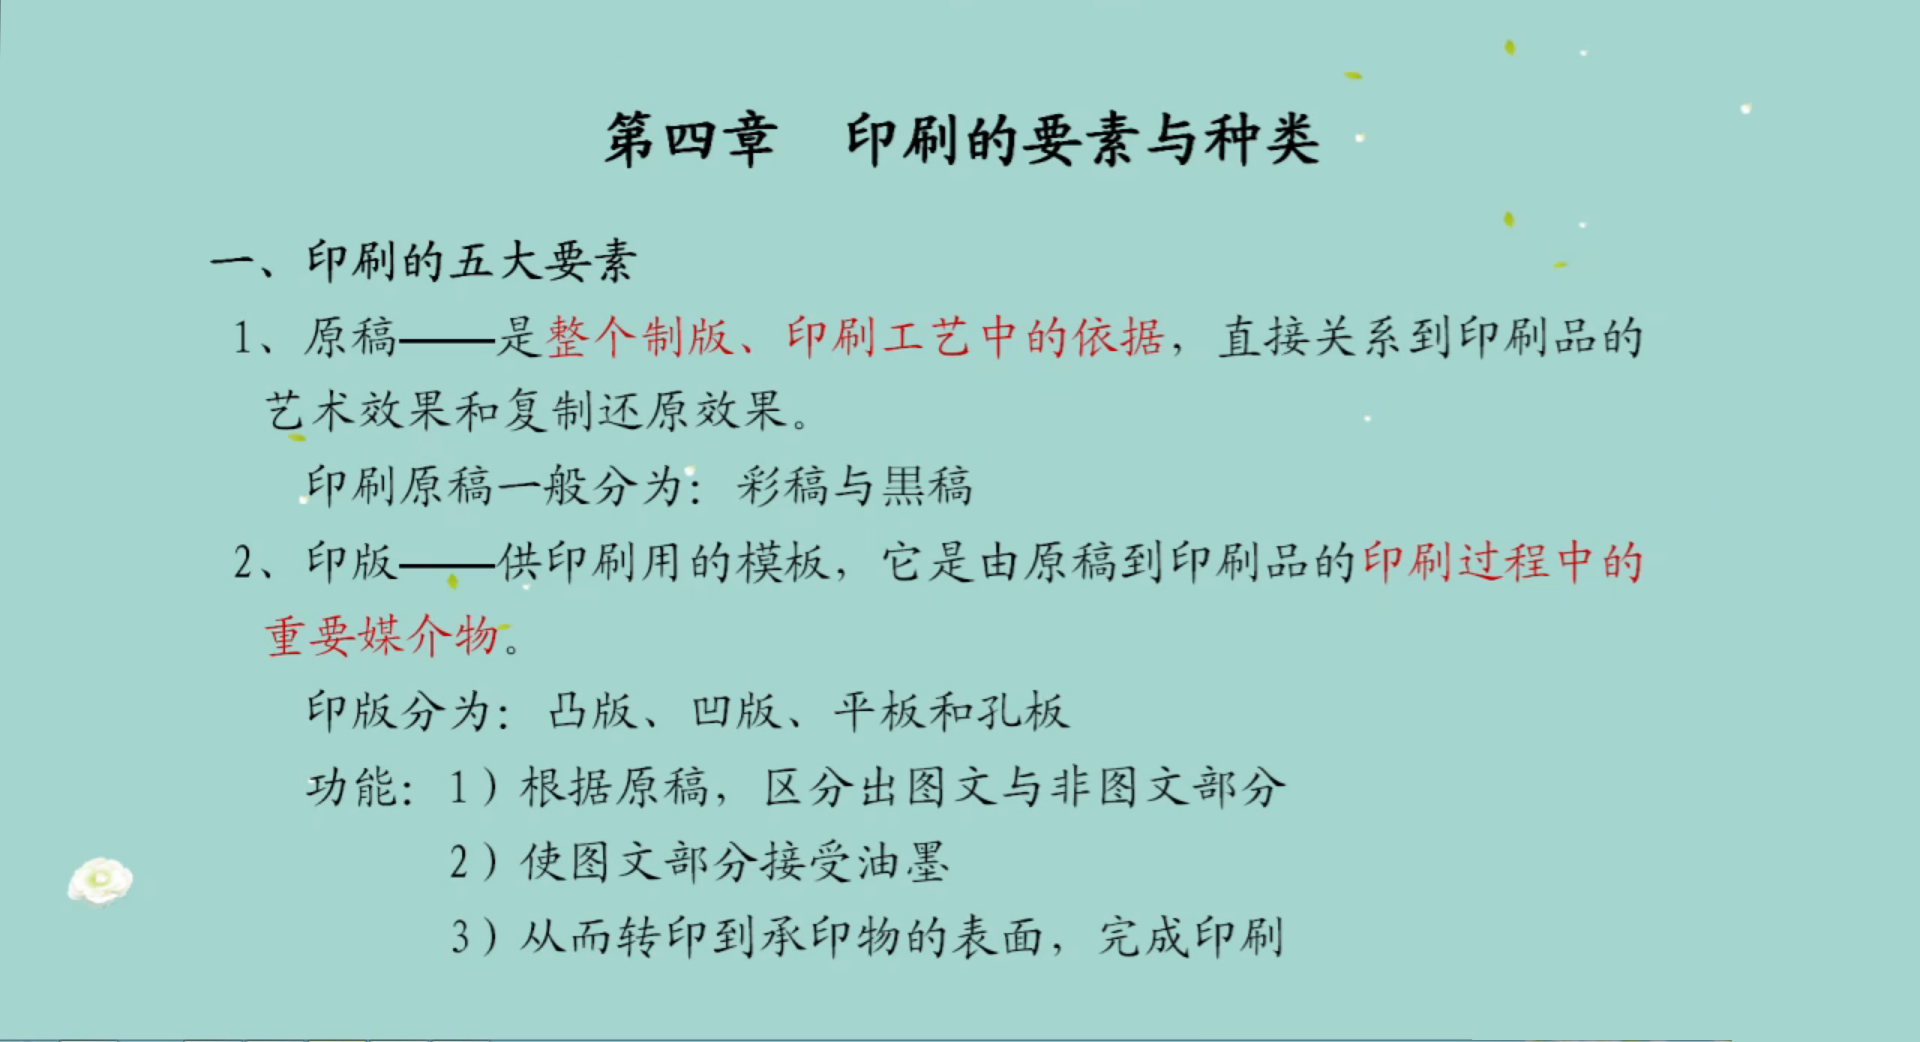 第四章　印刷的要素与种类
一、印刷的五大要素
1、原稿——是整个制版、印刷工艺中的依据，直接关系到印刷品的
艺术效果和复制还原效果。
印刷原稿一般分为：彩稿与黑稿
2、印版——供印刷用的模板，它是由原稿到印刷品的印刷过程中的
重要媒介物。
印版分为：凸版、凹版、平板和孔板
功能：1）根据原稿，区分出图文与非图文部分
2）使图文部分接受油墨
3）从而转印到承印物的表面，完成印刷